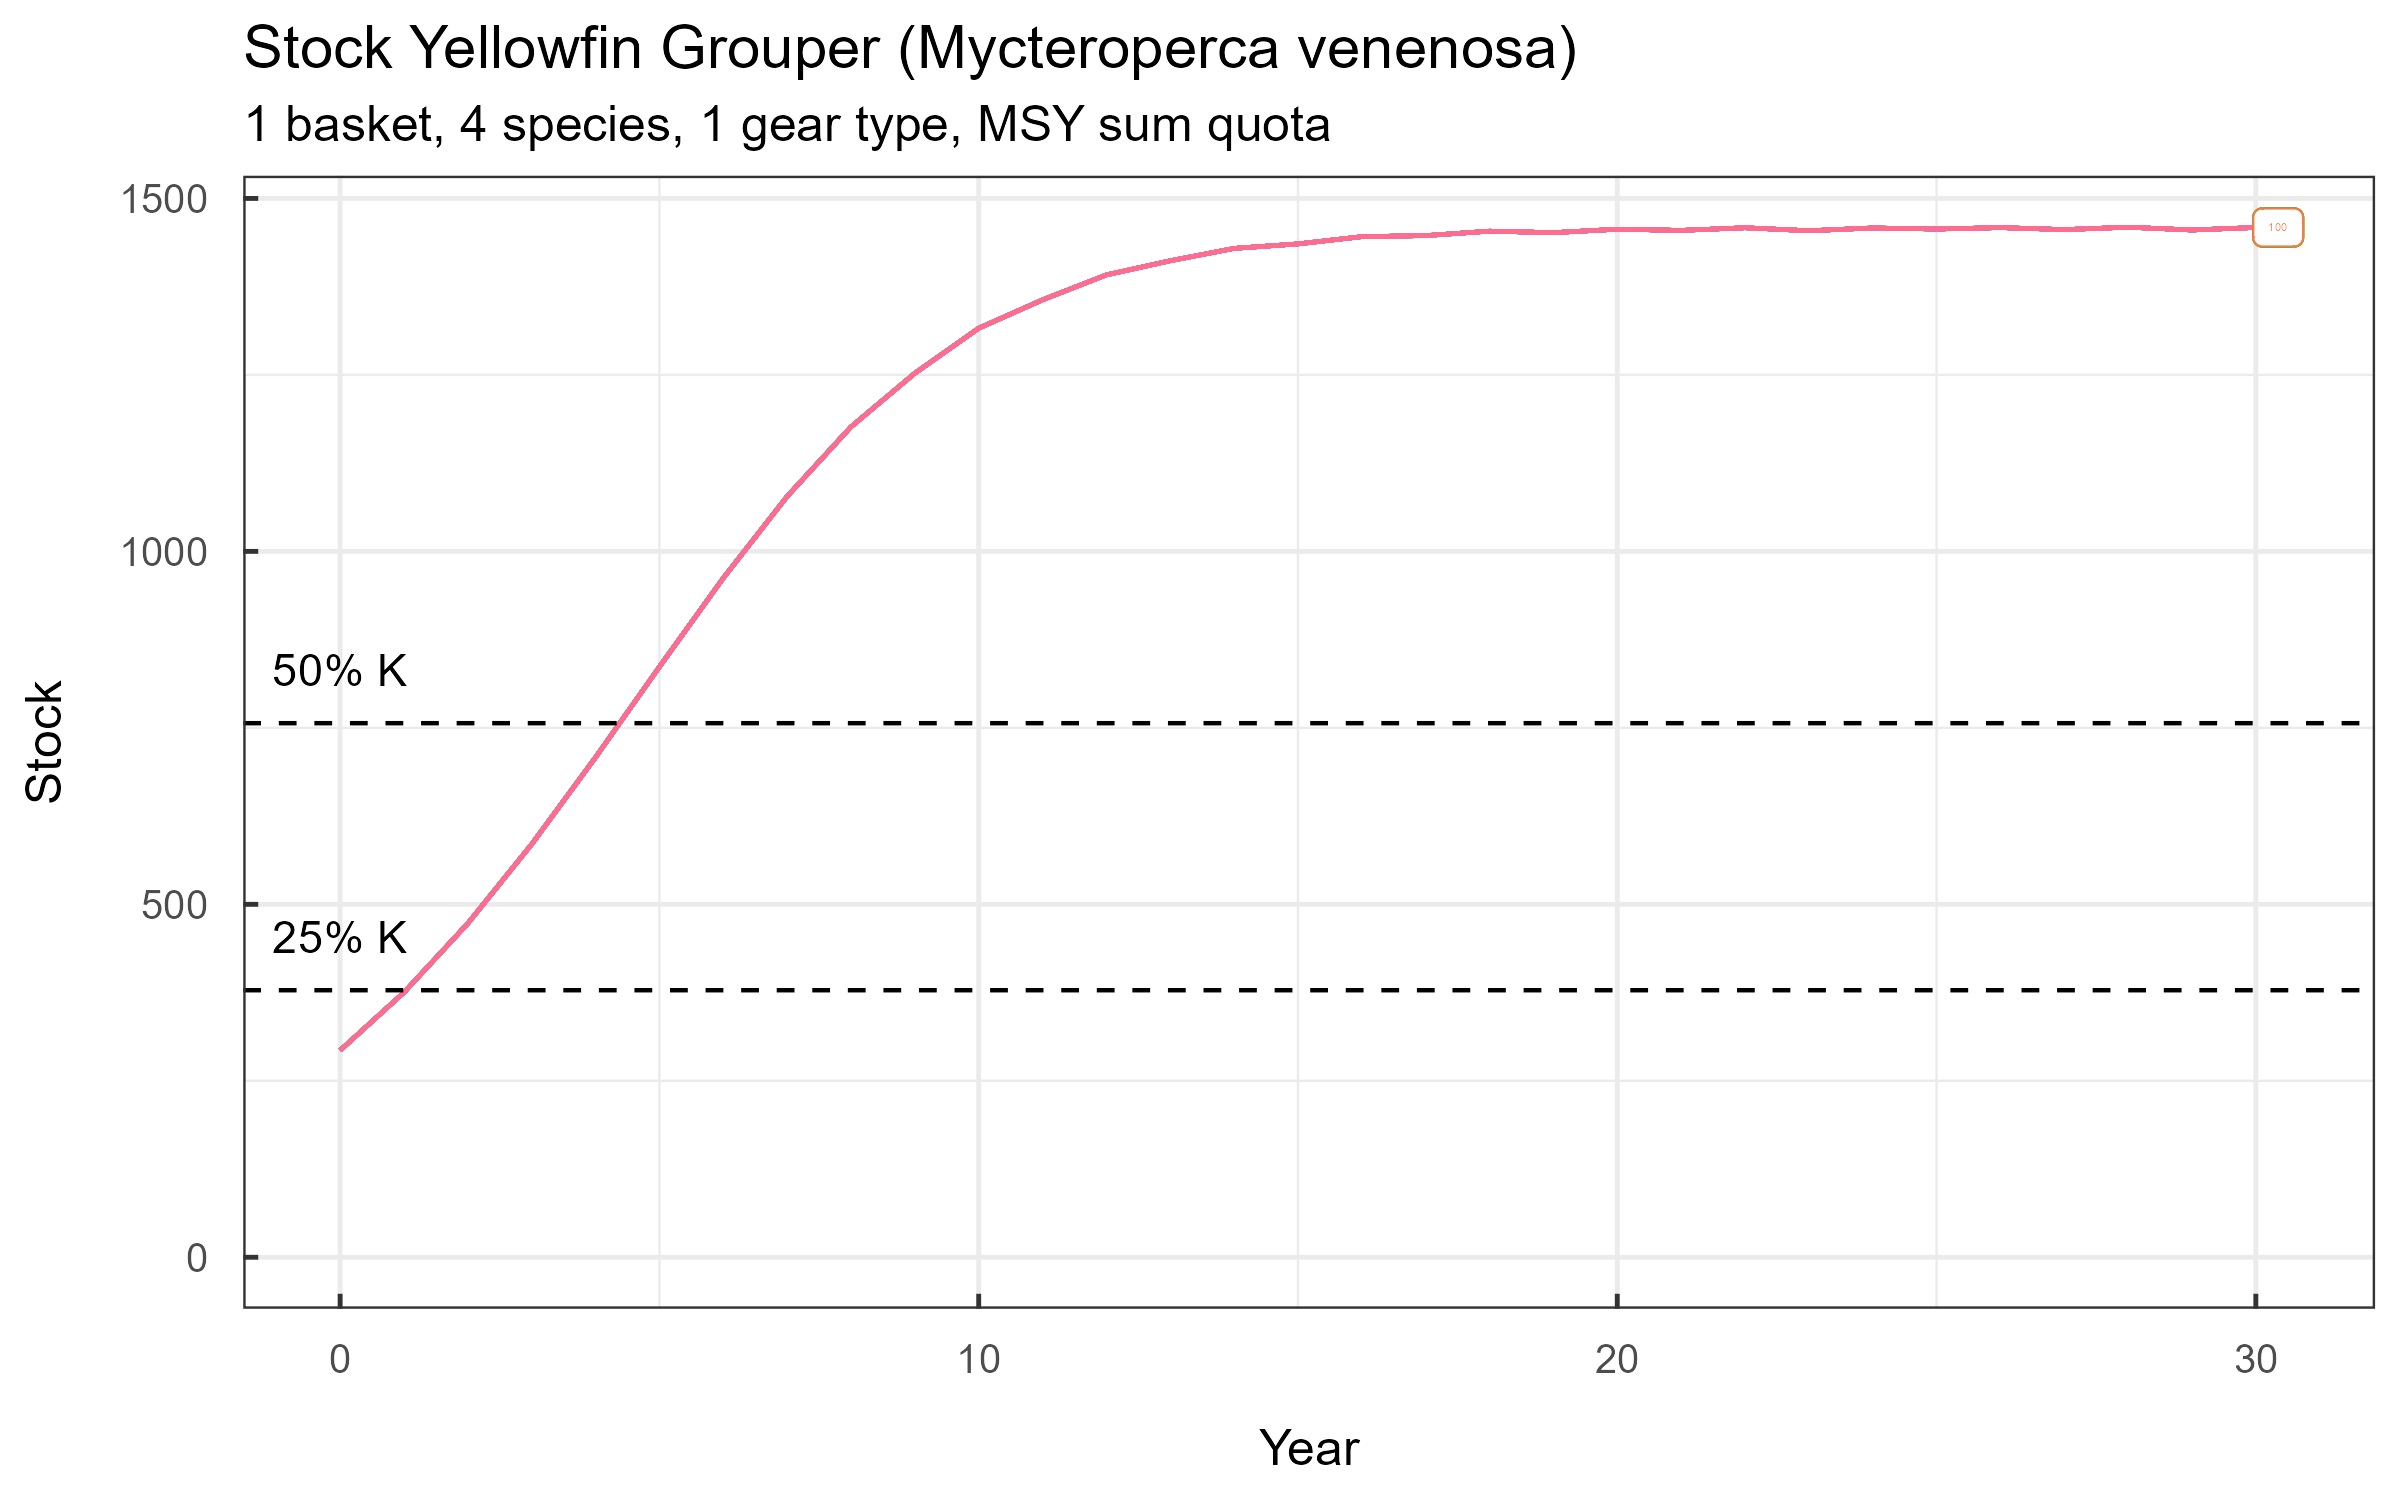 Stock Yellowfin Grouper (Mycteroperca venenosa)
1 basket, 4 species, 1 gear type, MSY sum quota
1500
100
1000
50% K
Stock
500
25% K
0
0 10 20 30
Year